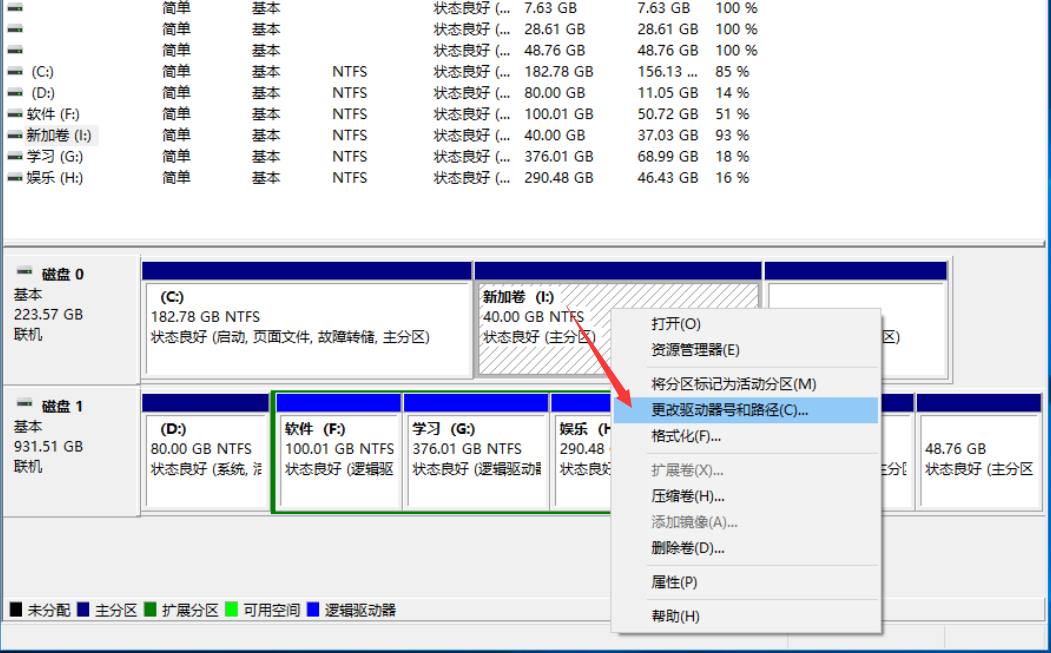 简单 基本 状态良好 (... 7.63 GB 7.63 GB 100 %
简单 基本 状态良好 (... 28.61 GB 28.61 GB 100 %
简单 基本 状态良好 (... 48.76 GB 48.76 GB 100 %
(C:) 简单 基本 NTFS 状态良好 (... 182.78 GB 156.13 ... 85 %
(D:) 简单 基本 NTFS 状态良好 (... 80.00 GB 11.05 GB 14 %
软件 (F:) 简单 基本 NTFS 状态良好 (... 100.01 GB 50.72 GB 51 %
新加卷 (I:) 简单 基本 NTFS 状态良好 (... 40.00 GB 37.03 GB 93 %
学习 (G:) 简单 基本 NTFS 状态良好 (... 376.01 GB 68.99 GB 18 %
娱乐 (H:) 简单 基本 NTFS 状态良好 (... 290.48 GB 46.43 GB 16 %
磁盘 0
基本
223.57 GB
联机
(C:)
182.78 GB NTFS
状态良好 (启动, 页面文件, 故障转储, 主分区)
新加卷 (I:)
40.00 GB NTFS
状态良好 (主分区)
区)
磁盘 1
基本
931.51 GB
联机
(D:)
80.00 GB NTFS
状态良好 (系统,
软件 (F:)
100.01 GB NTFS
状态良好 (逻辑驱
学习 (G:)
376.01 GB NTFS
状态良好 (逻辑驱动
娱乐 (H
290.48
状态良好
主分区
48.76 GB
状态良好 (主分区
打开(O)
资源管理器(E)
将分区标记为活动分区(M)
更改驱动器号和路径(C)...
格式化(F)...
扩展卷(X)...
压缩卷(H)...
添加镜像(A)...
删除卷(D)...
属性(P)
帮助(H)
未分配 主分区 扩展分区 可用空间 逻辑驱动器